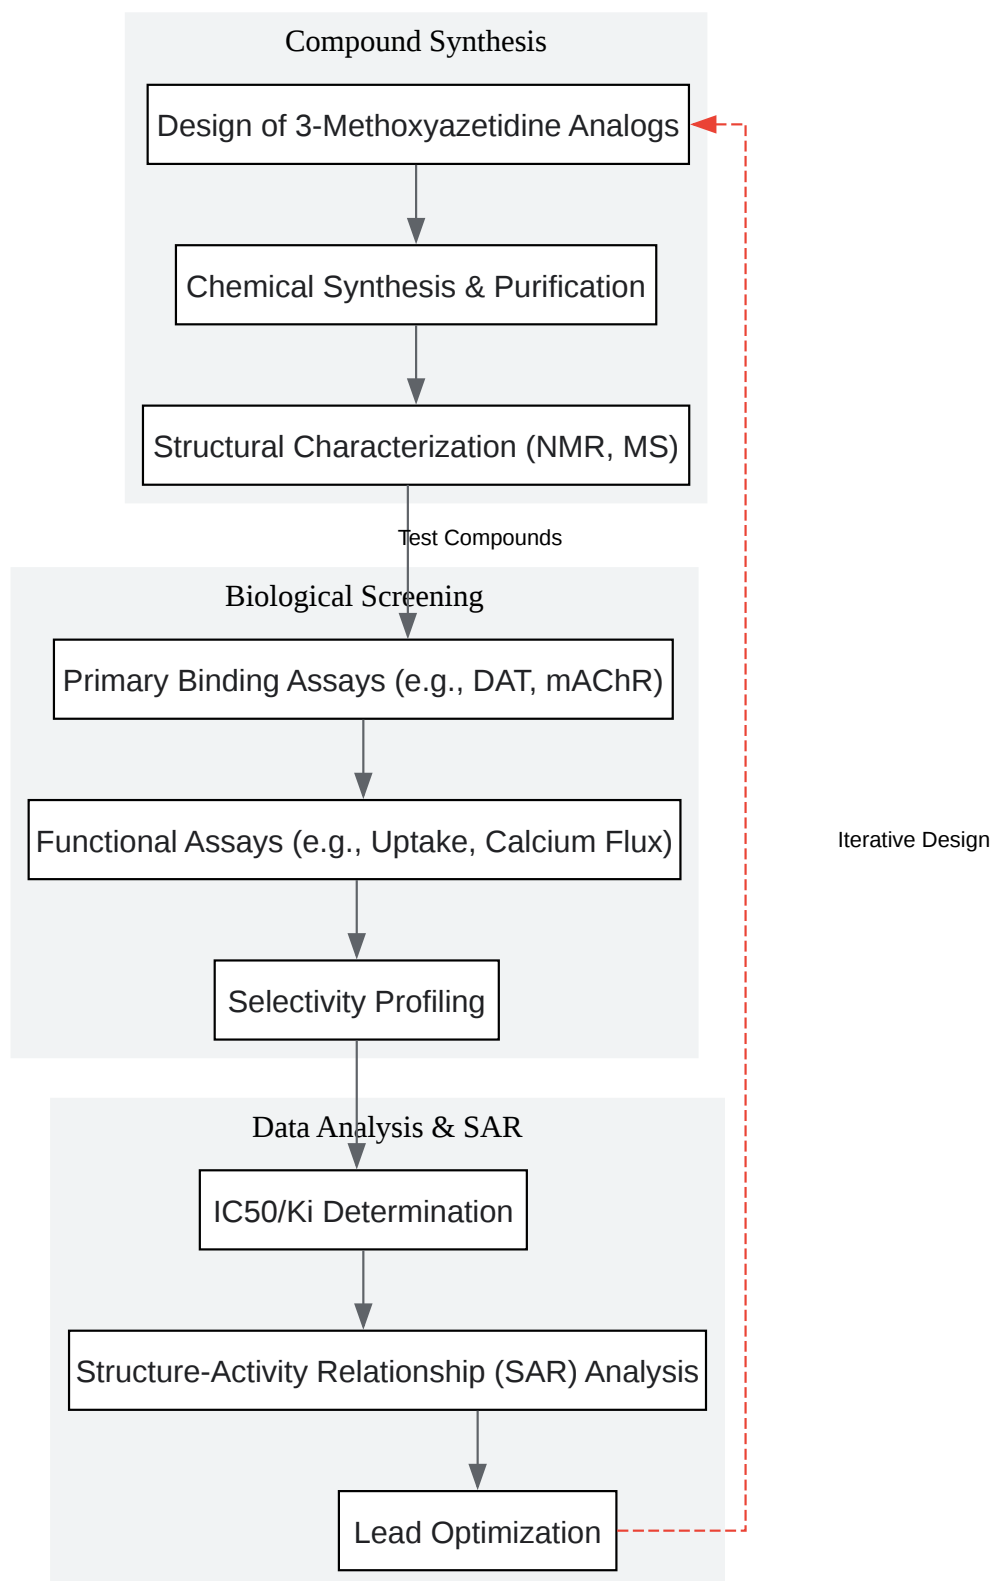 Compound Synthesis
Design of 3-Methoxyazetidine Analogs
Chemical Synthesis & Purification
Structural Characterization (NMR, MS)
Test Compounds
Biological Screening
Primary Binding Assays (e.g., DAT, mAChR)
Functional Assays (e.g., Uptake, Calcium Flux)
Iterative Design
Selectivity Profiling
Data Analysis & SAR
IC50/Ki Determination
Structure-Activity Relationship (SAR) Analysis
Lead Optimization